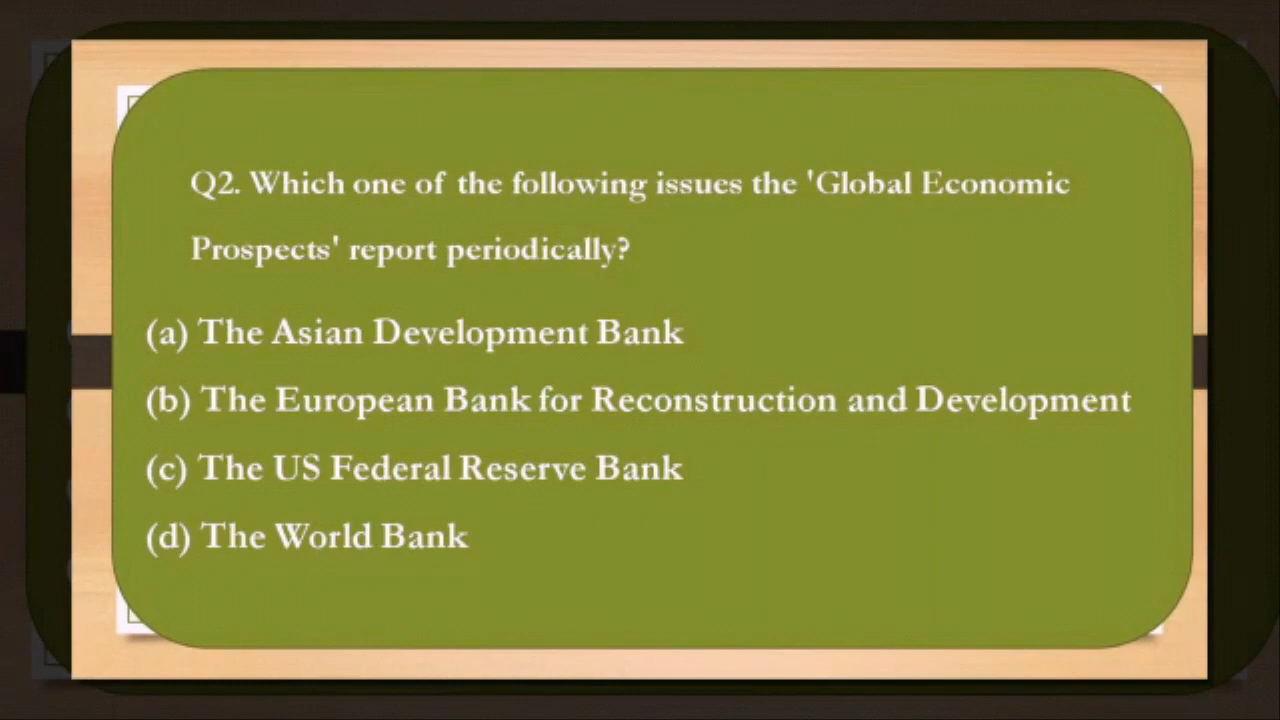 Q2. Which one of the following issues the 'Global Economic
Prospects' report periodically?
(a) The Asian Development Bank
(b) The European Bank for Reconstruction and Development
(c) The US Federal Reserve Bank
(d) The World Bank